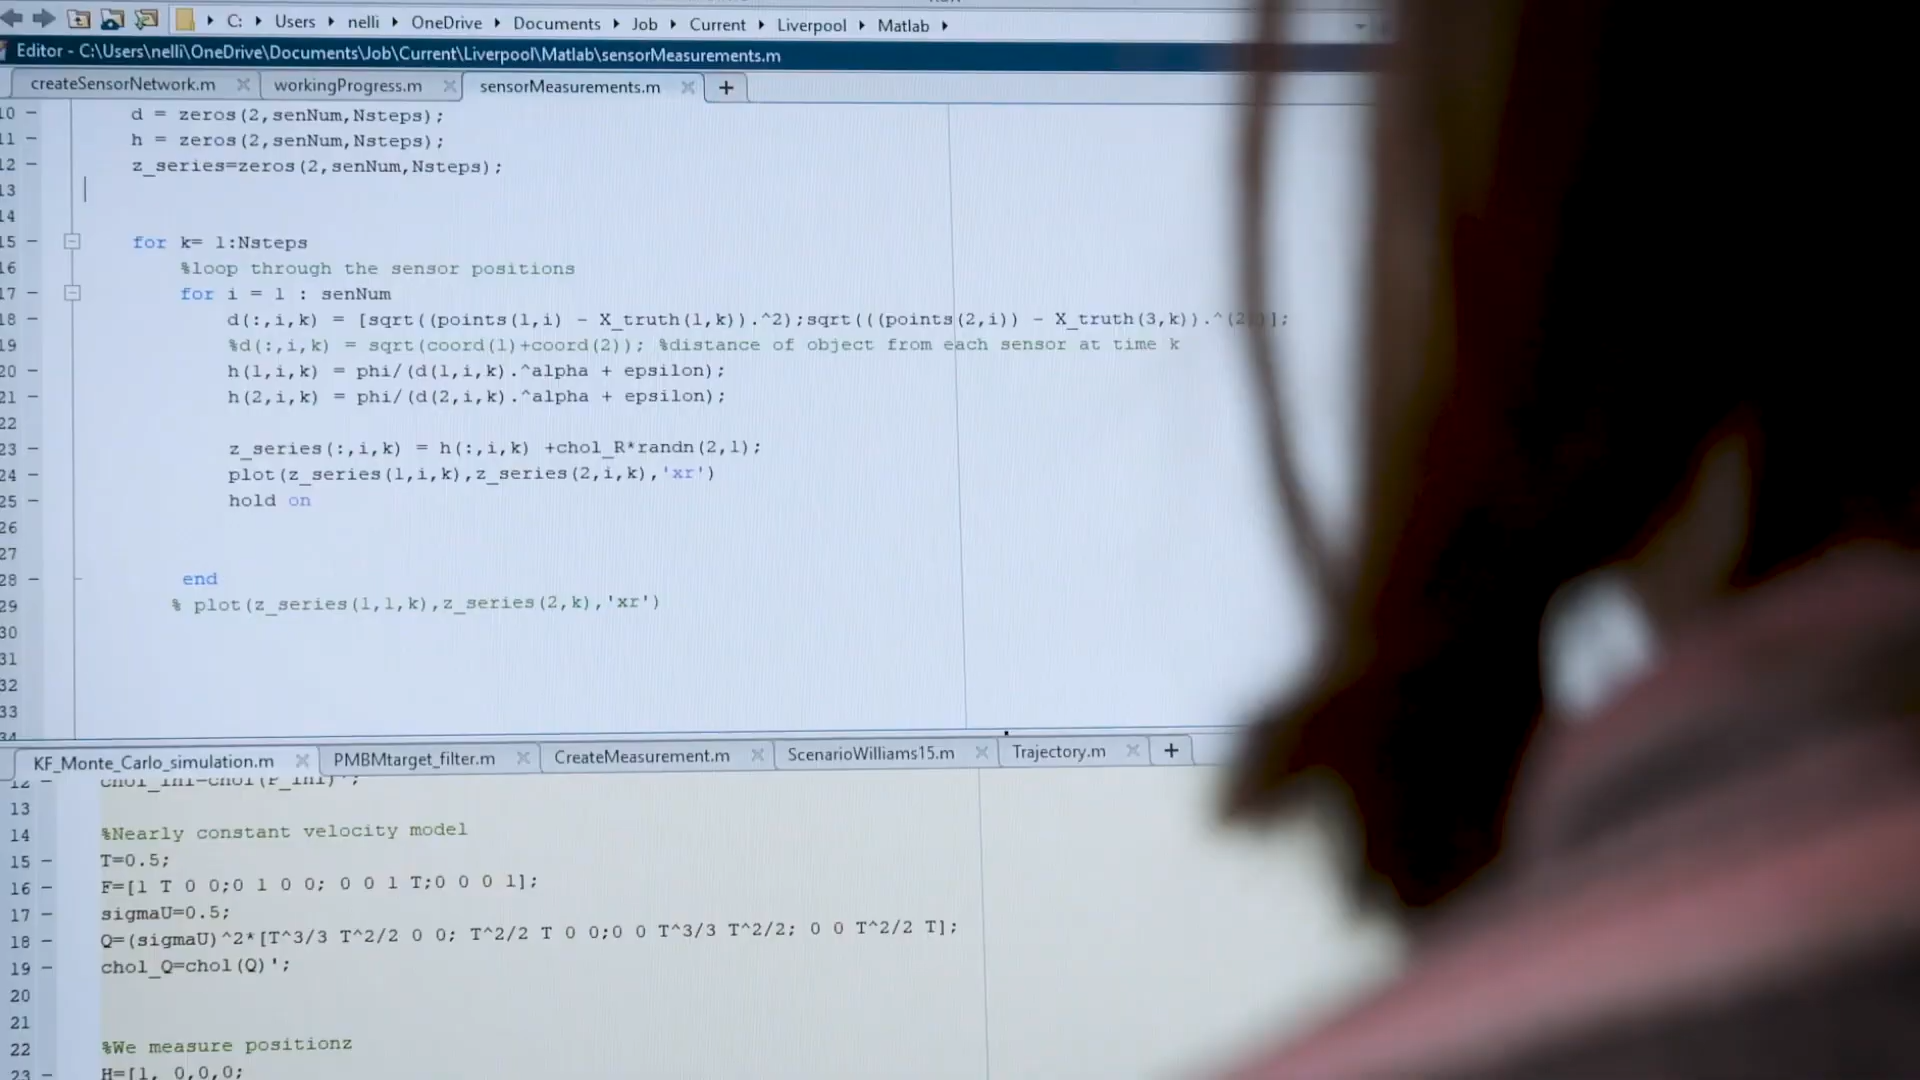 C: Users nelli OneDrive Documents Job Current Liverpool Matlab
Editor - C:\Users\nelli\OneDrive\Documents\Job\Current\Liverpool\Matlab\sensorMeasurements.m
createSensorNetwork.m workingProgress.m sensorMeasurements.m +
10 - d = zeros(2,senNum,Nsteps);
11 - h = zeros(2,senNum,Nsteps);
12 - z_series=zeros(2,senNum,Nsteps);
13
14
15 - for k= 1:Nsteps
16 %loop through the sensor positions
17 - for i = 1 : senNum
18 - d(:,i,k) = [sqrt((points(1,i) - X_truth(1,k)).^2);sqrt(((points(2,i)) - X_truth(3,k)).^(2)];
19 %d(:,i,k) = sqrt(coord(1)+coord(2)); %distance of object from each sensor at time k
20 - h(1,i,k) = phi/(d(1,i,k).^alpha + epsilon);
21 - h(2,i,k) = phi/(d(2,i,k).^alpha + epsilon);
22
23 - z_series(:,i,k) = h(:,i,k) +chol_R*randn(2,1);
24 - plot(z_series(1,i,k),z_series(2,i,k),'xr')
25 - hold on
26
27
28 - end
29 % plot(z_series(1,1,k),z_series(2,k),'xr')
30
31
32
33
34
KF_Monte_Carlo_simulation.m PMBMtarget_filter.m CreateMeasurement.m ScenarioWilliams15.m Trajectory.m +
12 - chol_ini=chol(P_ini)';
13
14 %Nearly constant velocity model
15 - T=0.5;
16 - F=[1 T 0 0;0 1 0 0; 0 0 1 T;0 0 0 1];
17 - sigmaU=0.5;
18 - Q=(sigmaU)^2*[T^3/3 T^2/2 0 0; T^2/2 T 0 0;0 0 T^3/3 T^2/2; 0 0 T^2/2 T];
19 - chol_Q=chol(Q)';
20
21
22 %We measure positionz
23 - H=[1, 0,0,0;